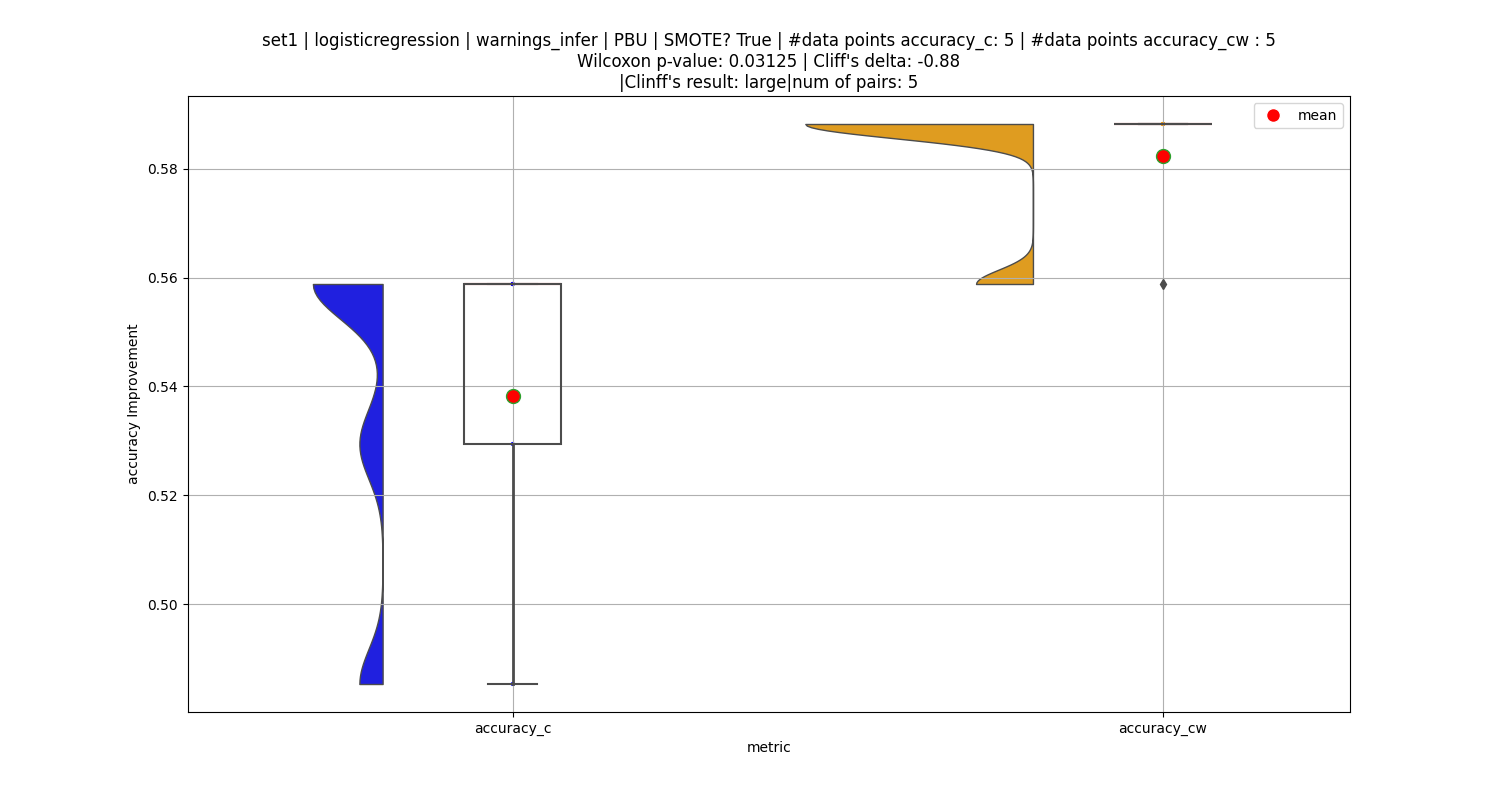 set1 | logisticregression | warnings_infer | PBU | SMOTE? True | #data points accuracy_c: 5 | #data points accuracy_cw : 5
Wilcoxon p-value: 0.03125 | Cliff's delta: -0.88
|Clinff's result: large|num of pairs: 5
mean
accuracy Improvement
0.58
0.56
0.54
0.52
0.50
accuracy_c
accuracy_cw
metric